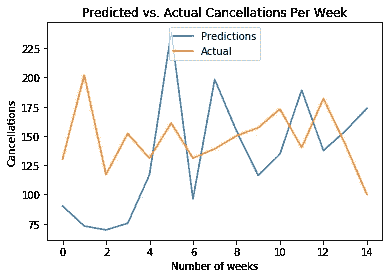 Predicted vs. Actual Cancellations Per Week
Predictions
Actual
225
200
175
150
125
100
75
Cancellations
0 2 4 6 8 10 12 14
Number of weeks